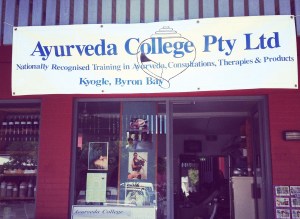 Ayurveda College Pty Ltd
Nationally Recognised Training in Ayurveda, Consultations, Therapies & Products
Kyogle, Byron Bay
Ayurveda College